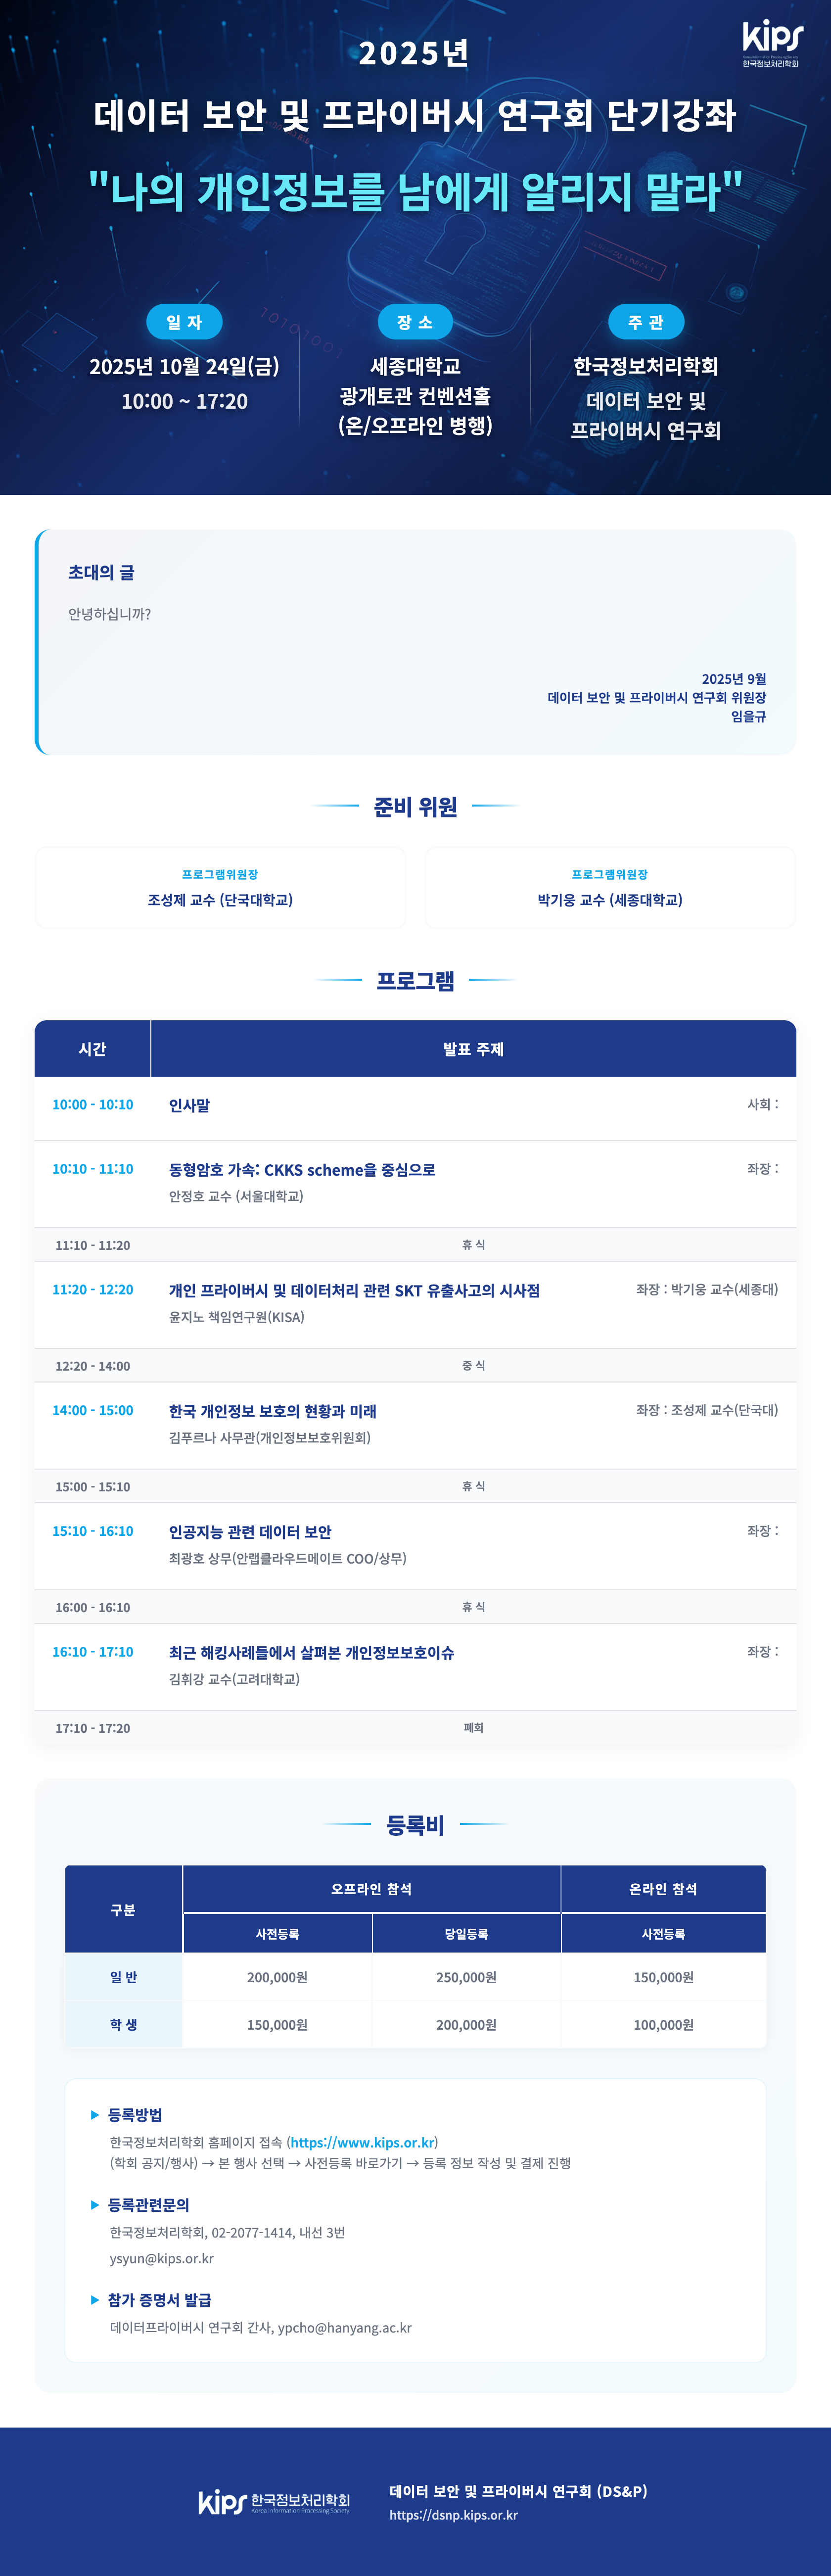 kips
한국정보처리학회
2025년
데이터 보안 및 프라이버시 연구회 단기강좌
"나의 개인정보를 남에게 알리지 말라"
일 자
2025년 10월 24일(금)
10:00 ~ 17:20
장 소
세종대학교
광개토관 컨벤션홀
(온/오프라인 병행)
주 관
한국정보처리학회
데이터 보안 및
프라이버시 연구회
초대의 글
안녕하십니까?
2025년 9월
데이터 보안 및 프라이버시 연구회 위원장
임을규
준비 위원
프로그램위원장
조성제 교수 (단국대학교)
프로그램위원장
박기웅 교수 (세종대학교)
프로그램
시간 발표 주제
10:00 - 10:10 인사말 사회 :
10:10 - 11:10 동형암호 가속: CKKS scheme을 중심으로 좌장 :
안정호 교수 (서울대학교)
11:10 - 11:20 휴 식
11:20 - 12:20 개인 프라이버시 및 데이터처리 관련 SKT 유출사고의 시사점 좌장 : 박기웅 교수(세종대)
윤지노 책임연구원(KISA)
12:20 - 14:00 중 식
14:00 - 15:00 한국 개인정보 보호의 현황과 미래 좌장 : 조성제 교수(단국대)
김푸르나 사무관(개인정보보호위원회)
15:00 - 15:10 휴 식
15:10 - 16:10 인공지능 관련 데이터 보안 좌장 :
최광호 상무(안랩클라우드메이트 COO/상무)
16:00 - 16:10 휴 식
16:10 - 17:10 최근 해킹사례들에서 살펴본 개인정보보호이슈 좌장 :
김휘강 교수(고려대학교)
17:10 - 17:20 폐회
등록비
구분 오프라인 참석 온라인 참석
사전등록 당일등록 사전등록
일 반 200,000원 250,000원 150,000원
학 생 150,000원 200,000원 100,000원
▶ 등록방법
한국정보처리학회 홈페이지 접속 (https://www.kips.or.kr)
(학회 공지/행사) → 본 행사 선택 → 사전등록 바로가기 → 등록 정보 작성 및 결제 진행
▶ 등록관련문의
한국정보처리학회, 02-2077-1414, 내선 3번
ysyun@kips.or.kr
▶ 참가 증명서 발급
데이터프라이버시 연구회 간사, ypcho@hanyang.ac.kr
kips 한국정보처리학회
Korea Information Processing Society
데이터 보안 및 프라이버시 연구회 (DS&P)
https://dsnp.kips.or.kr